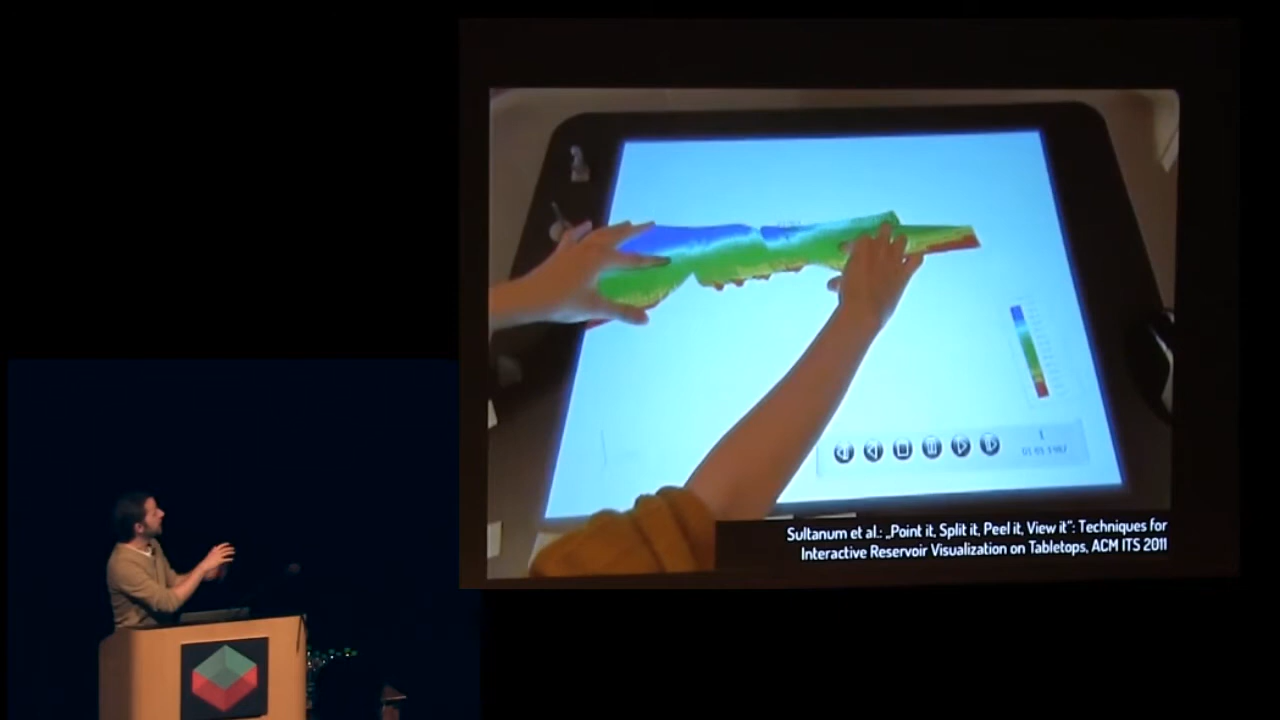 Sultanum et al.: „Point it, Split it, Peel it, View it“: Techniques for
Interactive Reservoir Visualization on Tabletops, ACM ITS 2011